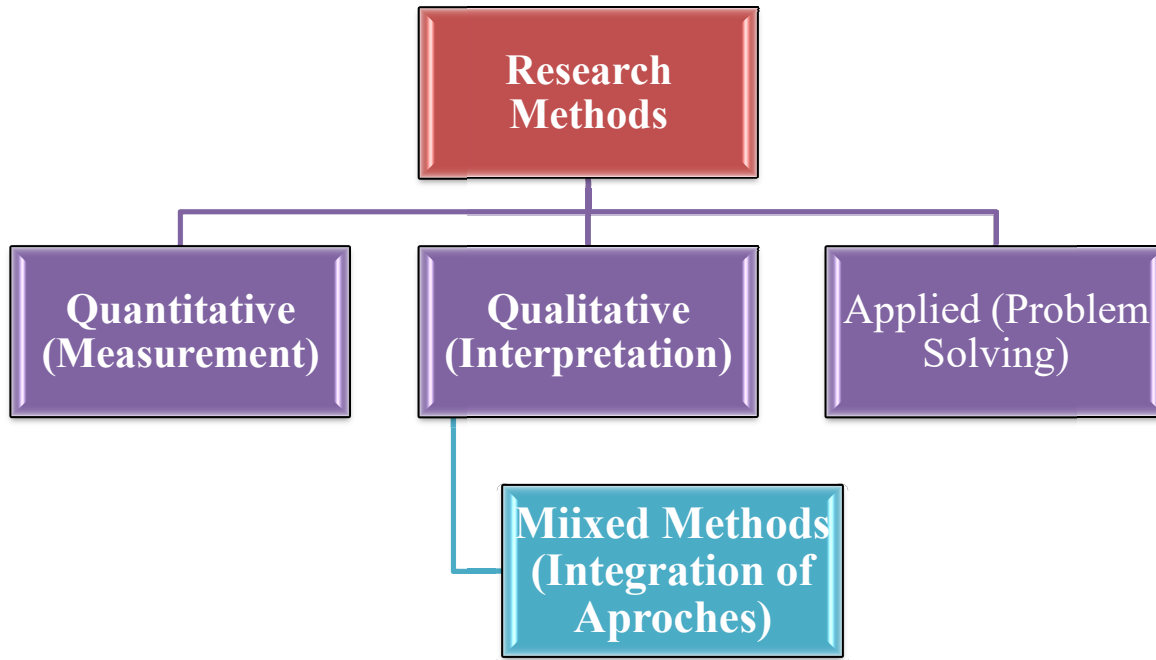 Research
Methods
Quantitative
(Measurement)
Qualitative
(Interpretation)
Applied (Problem
Solving)
Miixed Methods
(Integration of
Aproches)